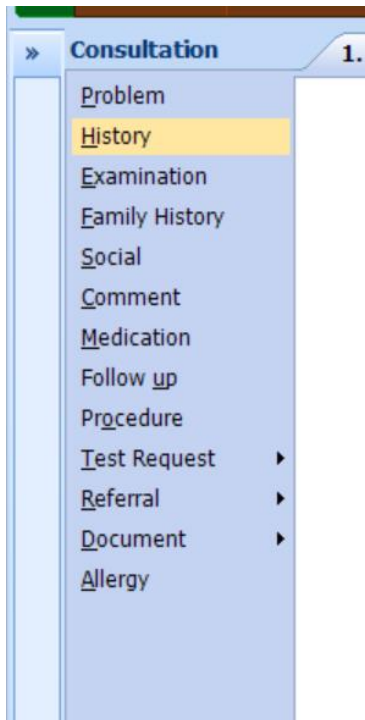 » Consultation 1.
Problem
History
Examination
Family History
Social
Comment
Medication
Follow up
Procedure
Test Request
Referral
Document
Allergy